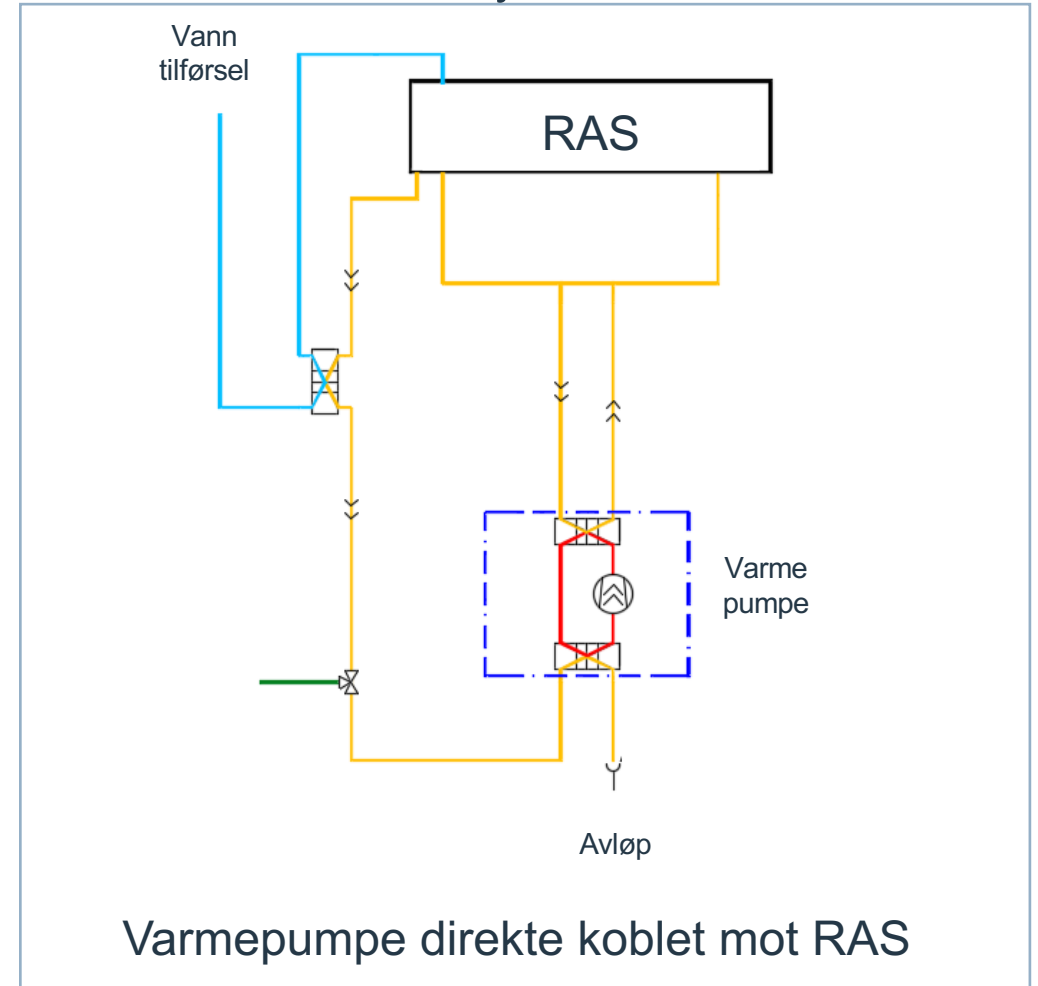 Vann
tilførsel
RAS
Varme
pumpe
Avløp
Varmepumpe direkte koblet mot RAS